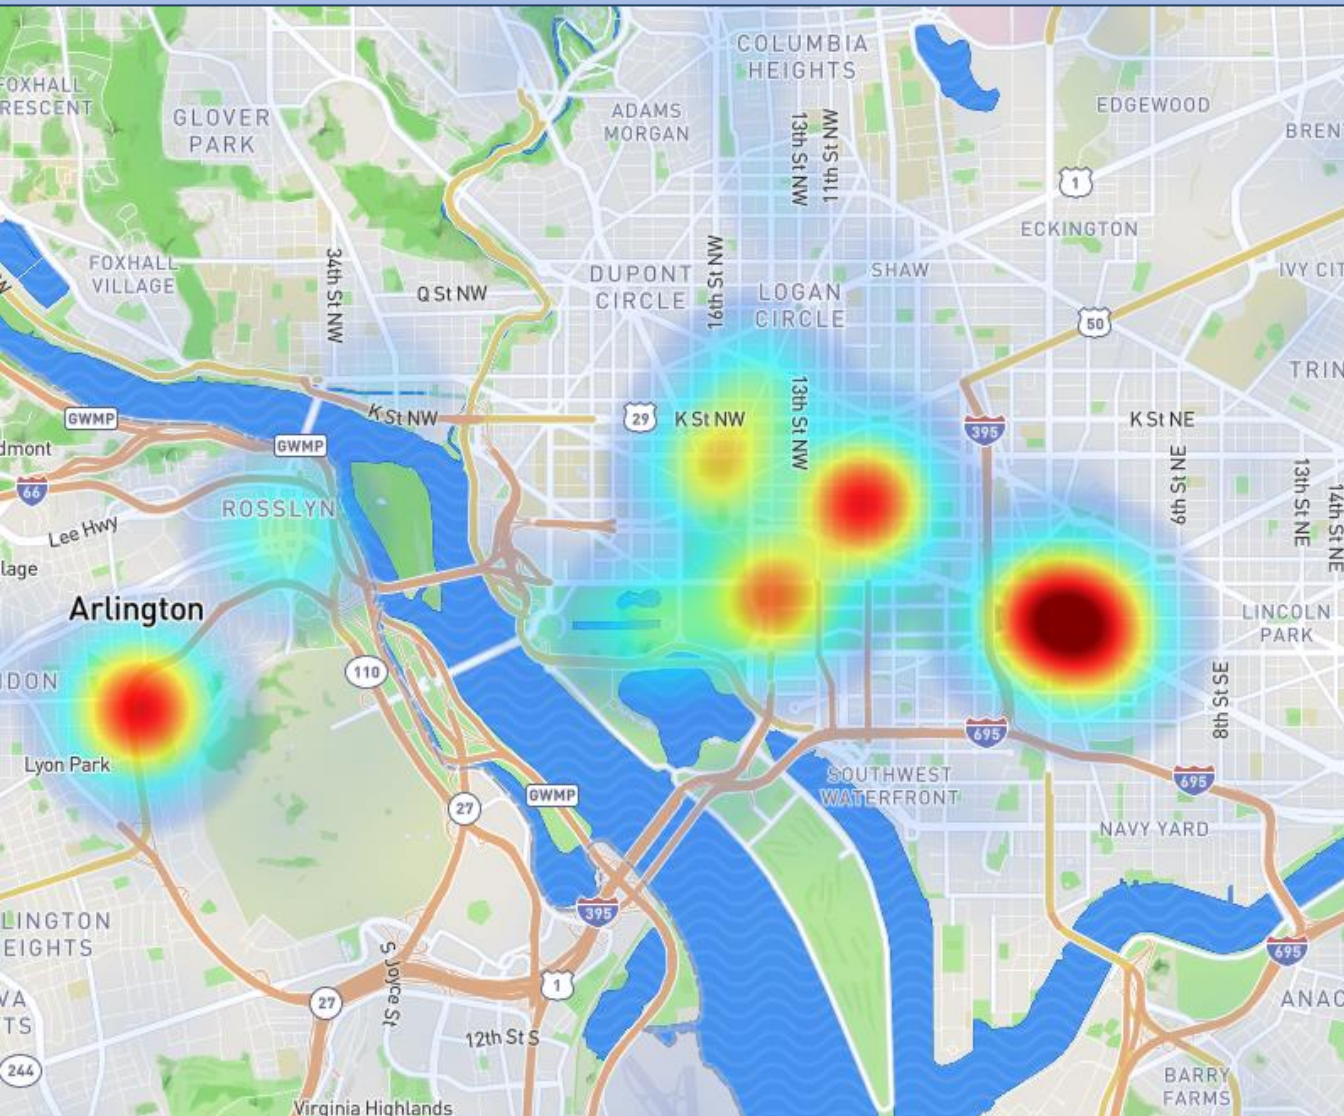 COLUMBIA
HEIGHTS
FOXHALL
RESCENT
GLOVER
PARK
ADAMS
MORGAN
13th St NW
11th St NW
EDGEWOOD
BREN
1
ECKINGTON
FOXHALL
VILLAGE
34th St NW
Q St NW
DUPONT
CIRCLE
16th St NW
LOGAN
CIRCLE
SHAW
IVY CIT
50
TRIN
GWMP
K St NW
29
K St NW
13th St NW
395
K St NE
GWMP
dmont
66
ROSSLYN
Lee Hwy
6th St NE
13th St NE
14th St NE
lage
Arlington
LINCOLN
PARK
110
NDON
8th St SE
Lyon Park
695
695
SOUTHWEST
WATERFRONT
GWMP
27
NAVY YARD
LINGTON
EIGHTS
395
695
S Joyce St
1
27
VA
TS
ANAC
12th St S
244
BARRY
FARMS
Virginia Highlands